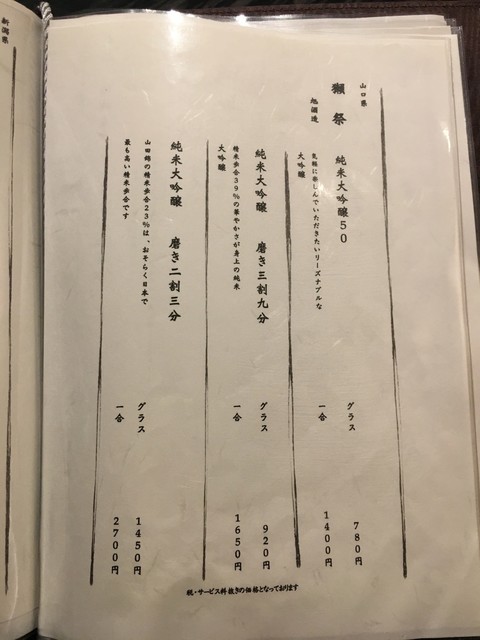 山口県
獺祭
旭酒造
純米大吟醸50
気軽に楽しんでいただきたいリーズナブルな
大吟醸
グラス 780円
一合 1400円
純米大吟醸 磨き三割九分
精米歩合39%の華やかさが身上の純米
大吟醸
グラス 920円
一合 1650円
純米大吟醸 磨き二割三分
山田錦の精米歩合23%は、おそらく日本で
最も高い精米歩合です
グラス 1450円
一合 2700円
税・サービス料抜きの価格となっております
新潟県